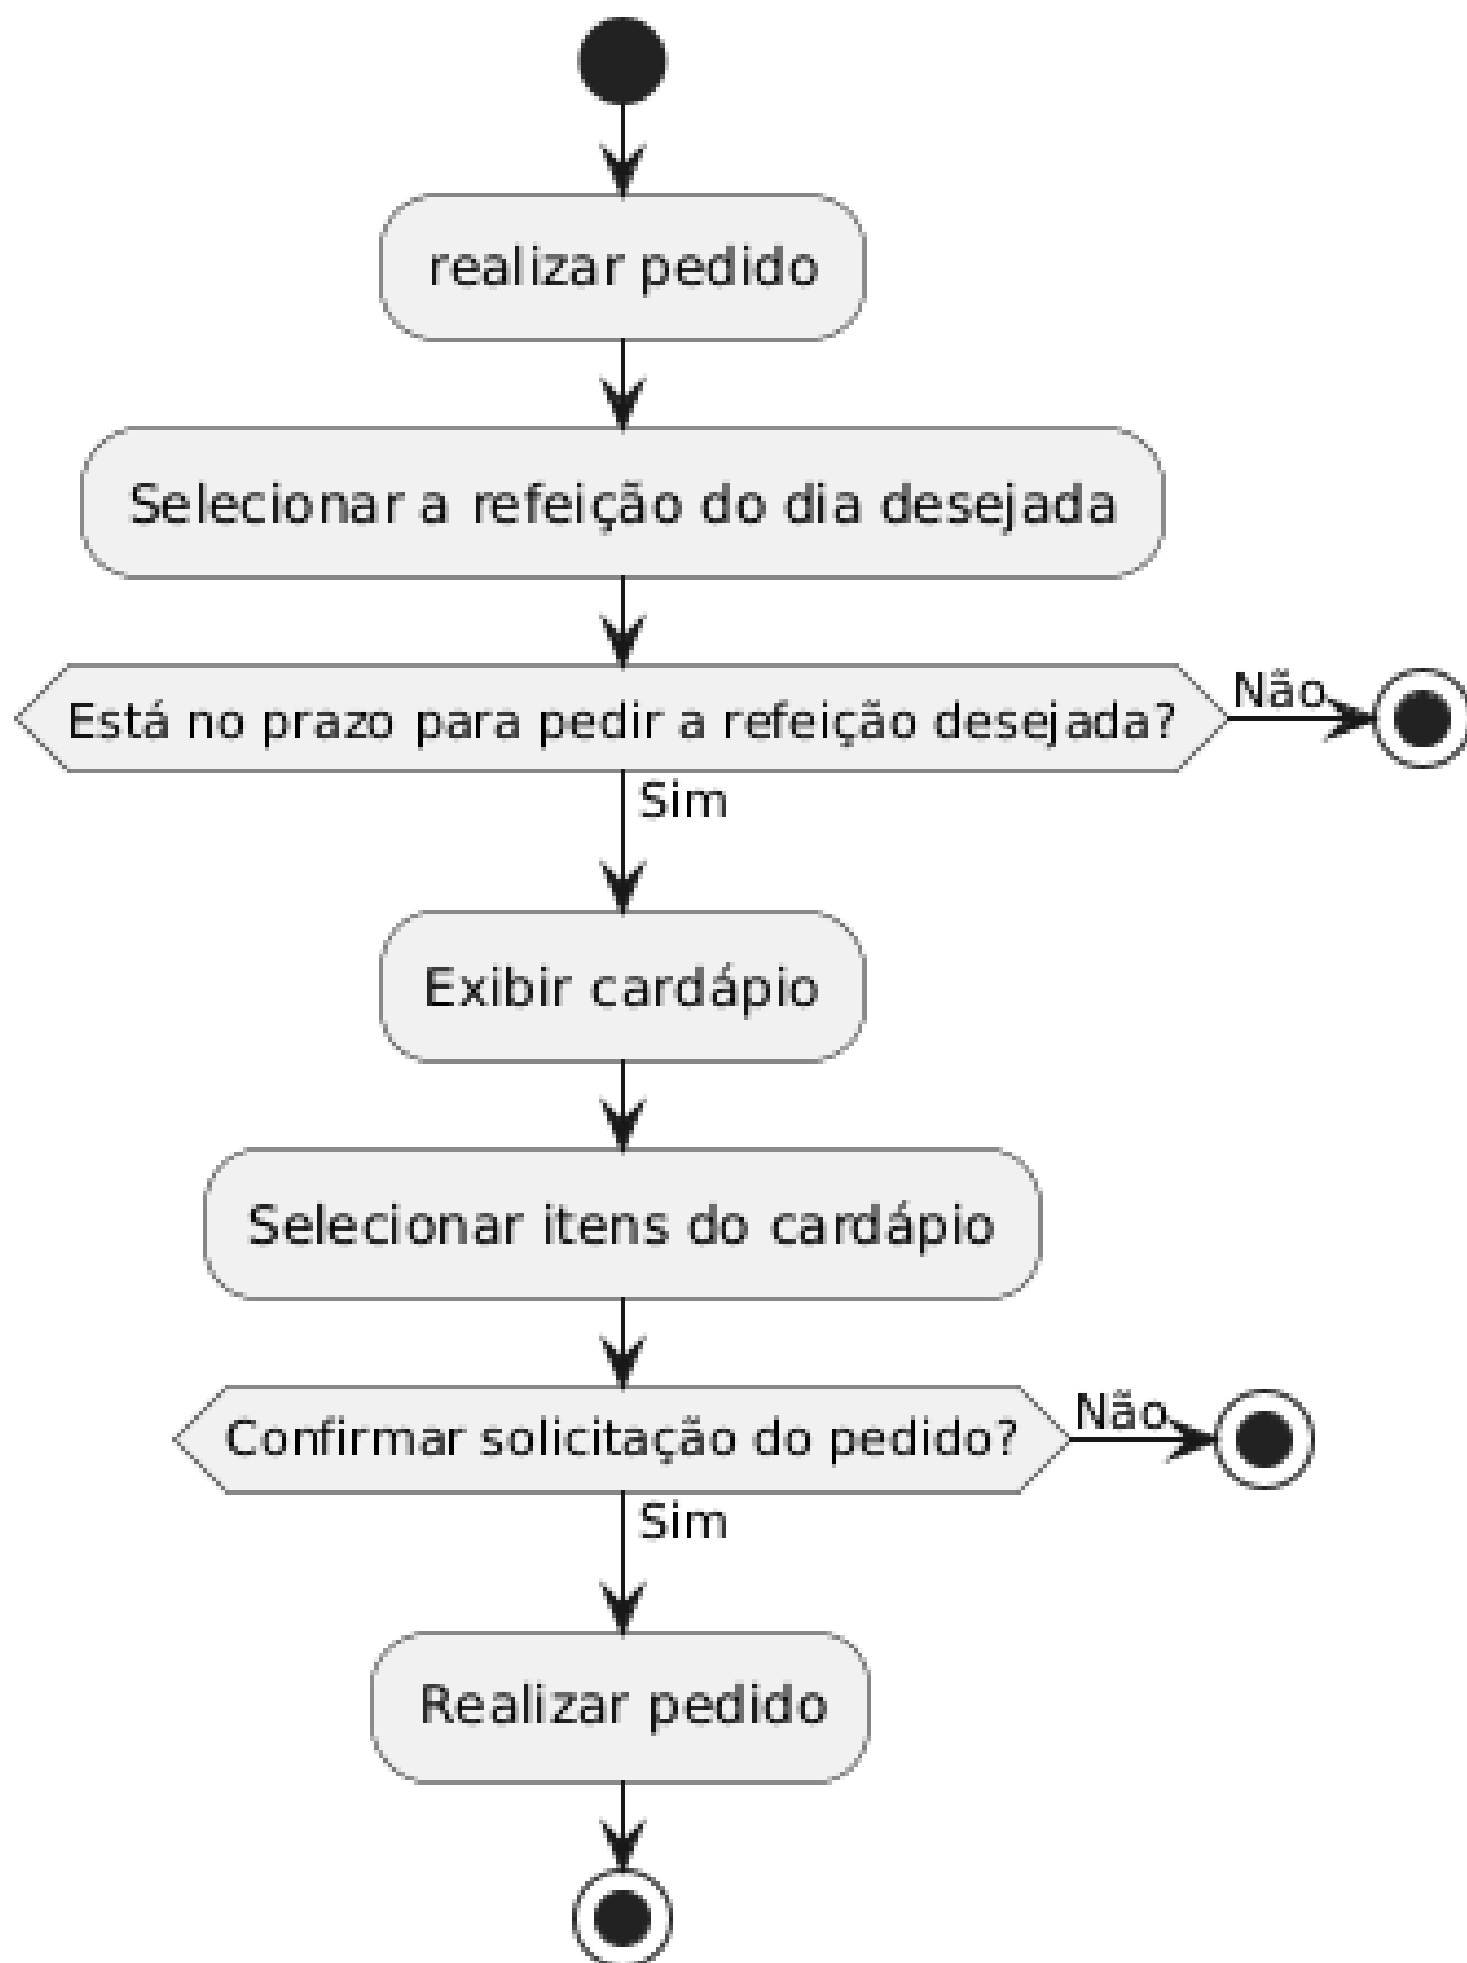 realizar pedido
Selecionar a refeição do dia desejada
Está no prazo para pedir a refeição desejada?
Não
Sim
Exibir cardápio
Selecionar itens do cardápio
Confirmar solicitação do pedido?
Não
Sim
Realizar pedido